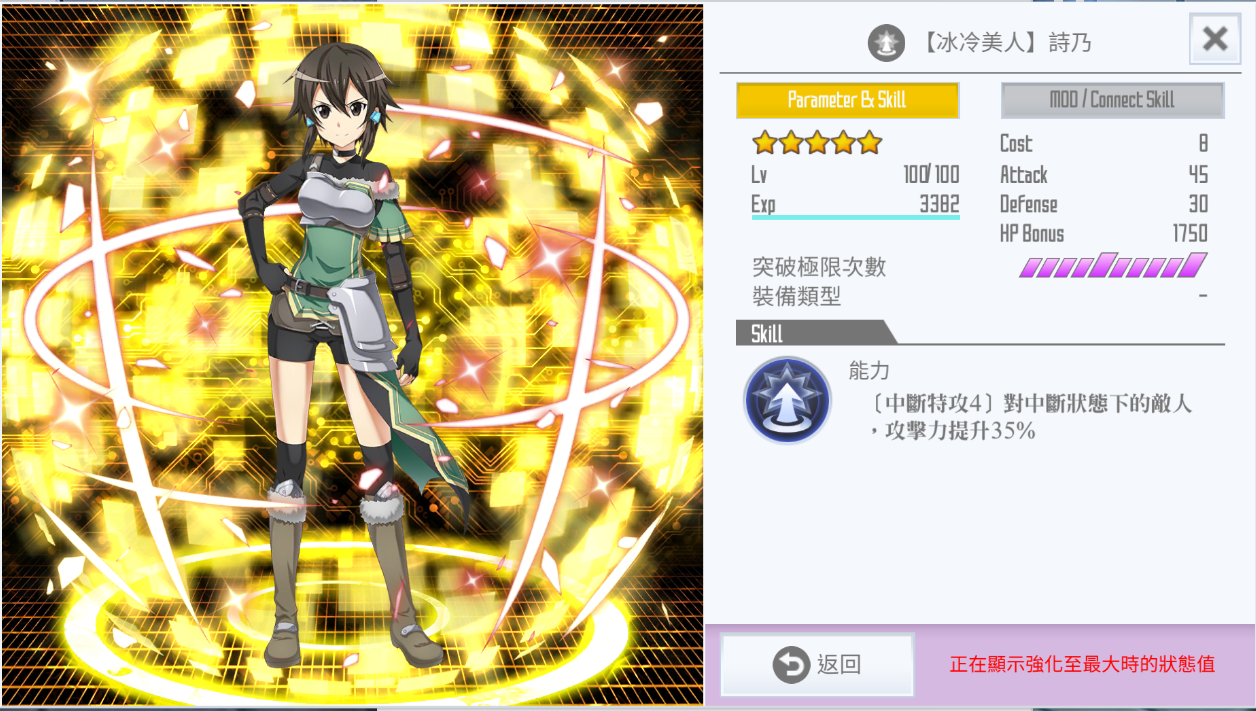 【冰冷美人】詩乃
Parameter & Skill
MOD / Connect Skill
Lv 100/100
Exp 3382
Cost 8
Attack 45
Defense 30
HP Bonus 1750
突破極限次數
裝備類型 -
Skill
能力
〔中斷特攻4〕對中斷狀態下的敵人
，攻擊力提升35%
返回
正在顯示強化至最大時的狀態值